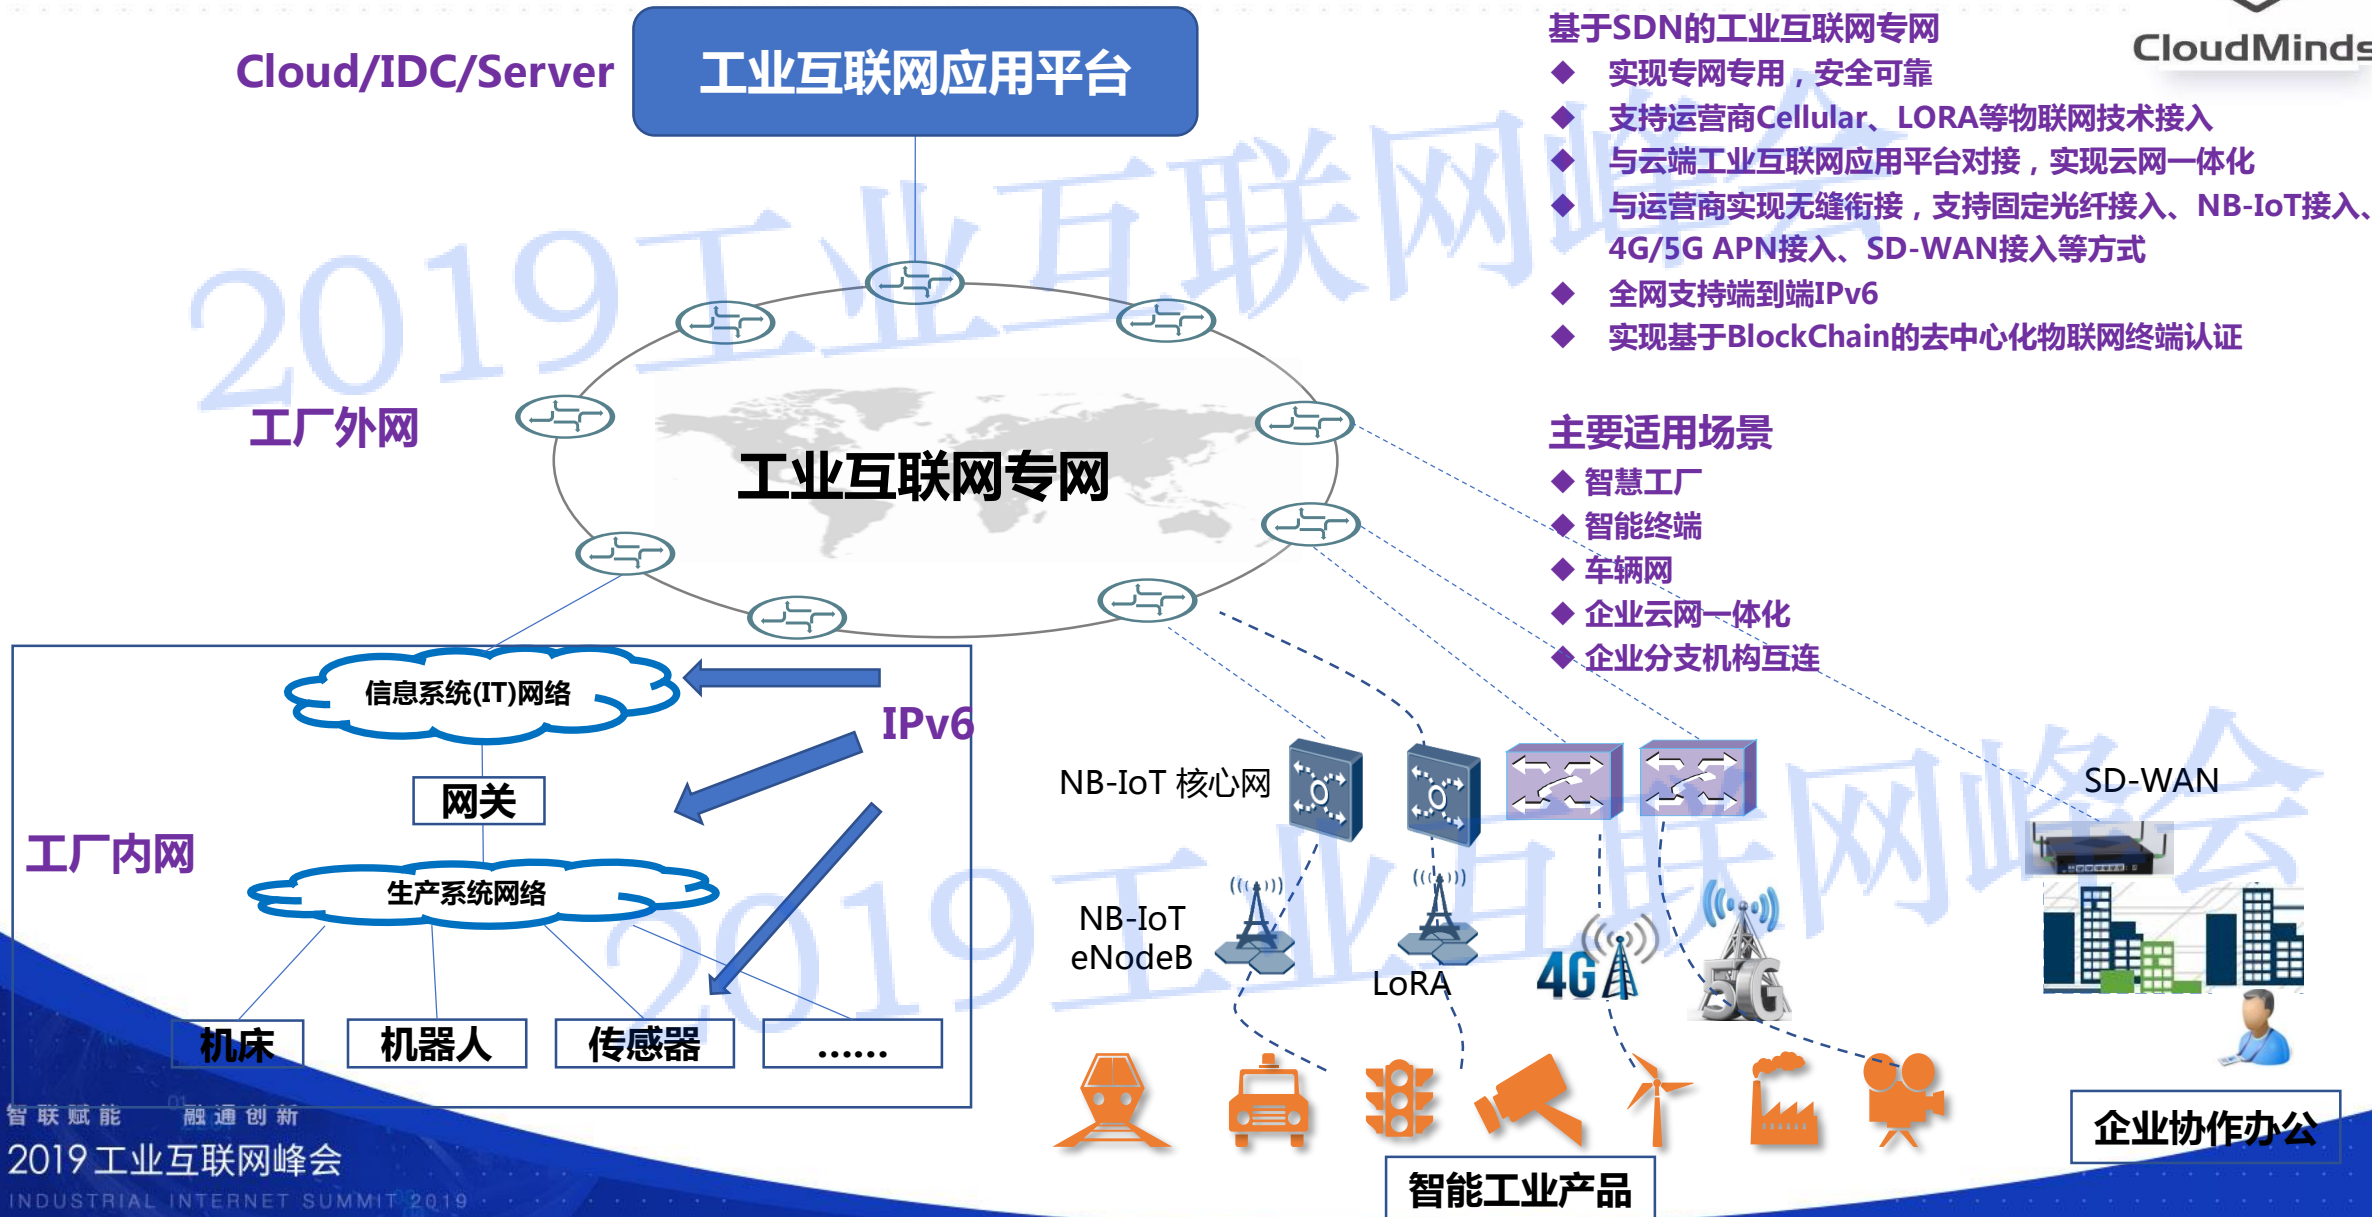 Cloud/IDC/Server
工业互联网应用平台
基于SDN的工业互联网专网
◆ 实现专网专用，安全可靠
◆ 支持运营商Cellular、LORA等物联网技术接入
◆ 与云端工业互联网应用平台对接，实现云网一体化
◆ 与运营商实现无缝衔接，支持固定光纤接入、NB-IoT接入、
4G/5G APN接入、SD-WAN接入等方式
◆ 全网支持端到端IPv6
◆ 实现基于BlockChain的去中心化物联网终端认证
CloudMinds
2019工业互联网峰会
工厂外网
工业互联网专网
主要适用场景
◆ 智慧工厂
◆ 智能终端
◆ 车辆网
◆ 企业云网一体化
◆ 企业分支机构互连
信息系统(IT)网络
IPv6
网关
工厂内网
生产系统网络
机床
机器人
传感器
......
NB-IoT 核心网
NB-IoT
eNodeB
LoRA
4G
5G
SD-WAN
2019工业互联网峰会
智能工业产品
企业协作办公
智联赋能 融通创新
2019工业互联网峰会
INDUSTRIAL INTERNET SUMMIT 2019